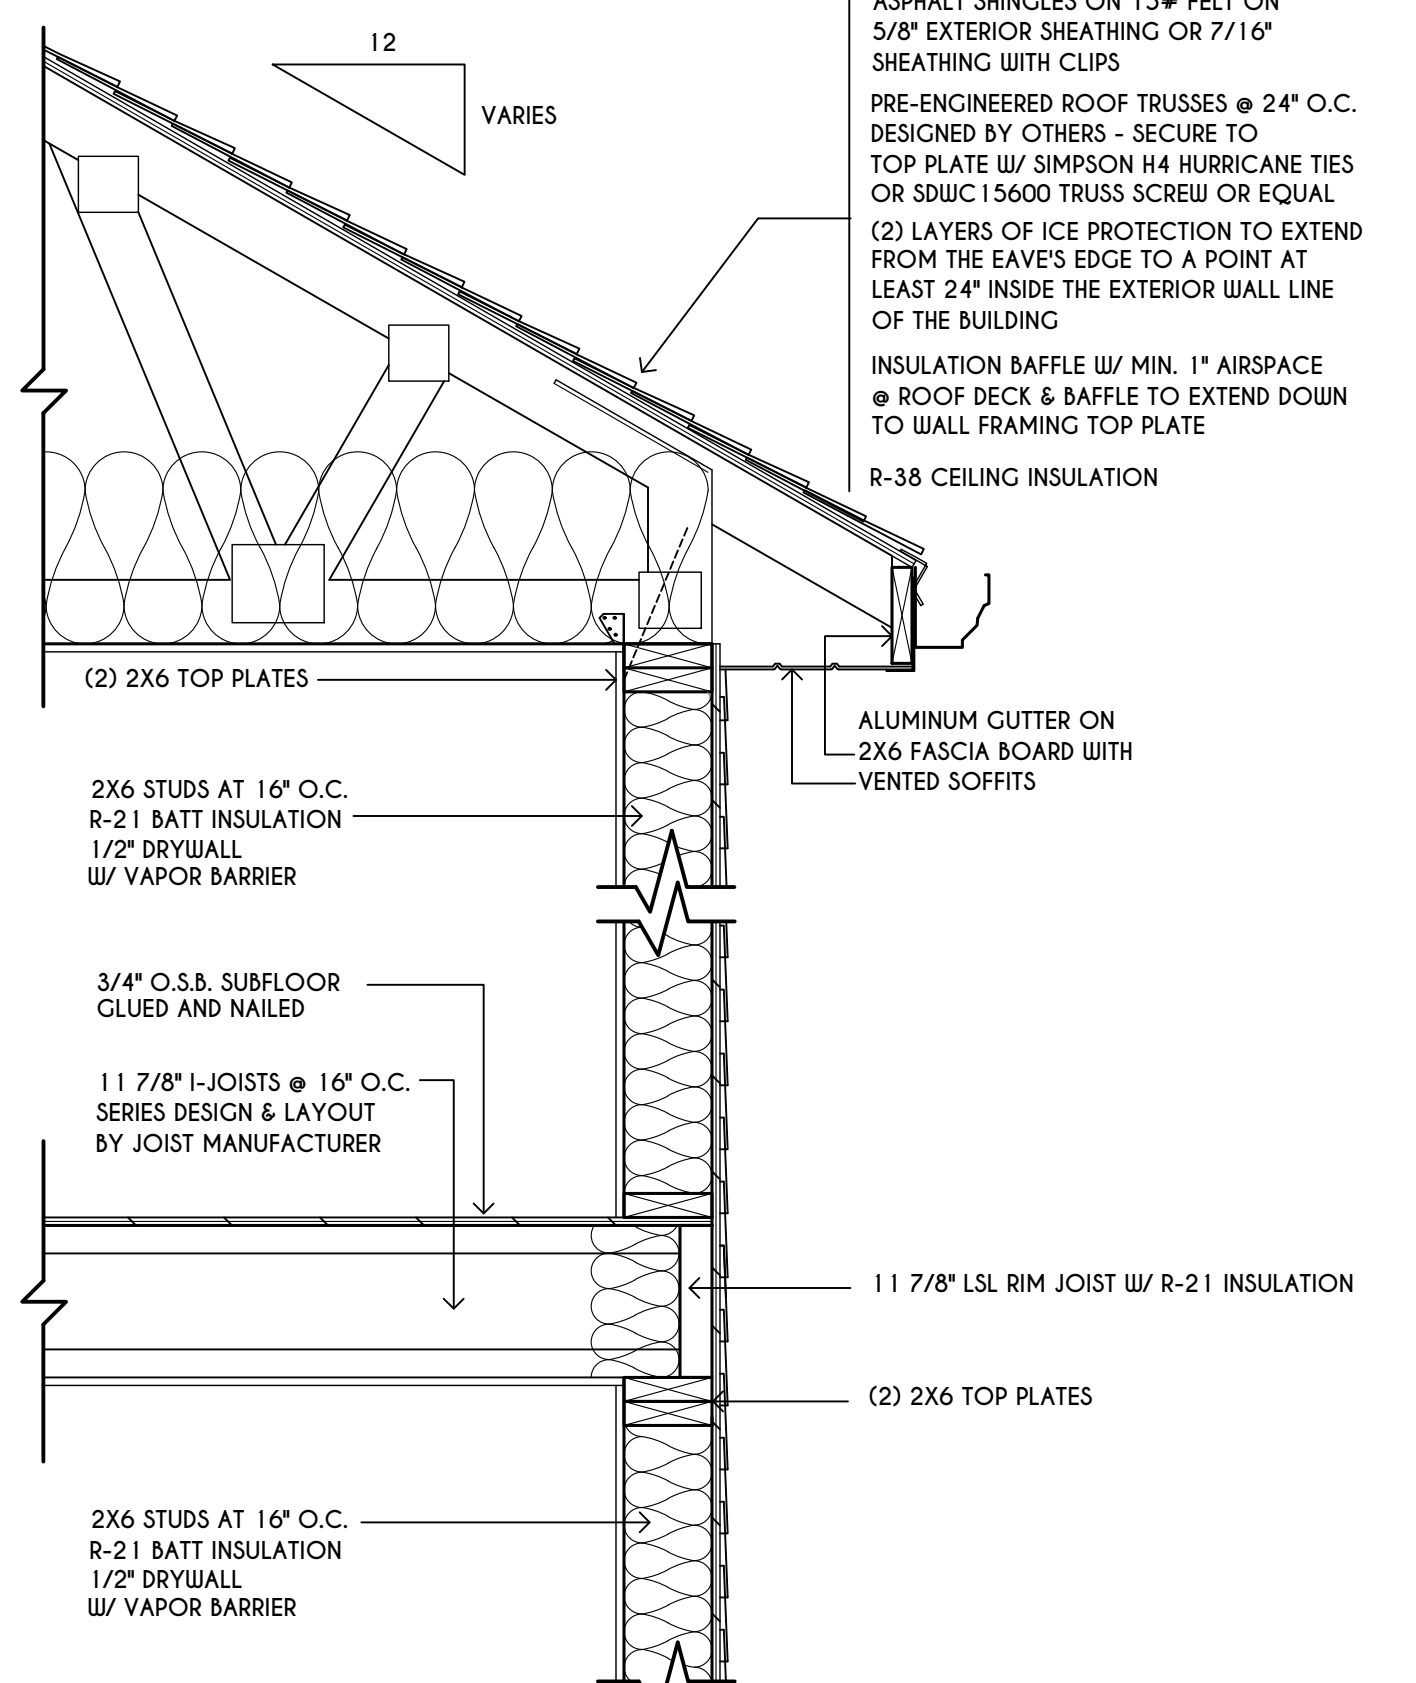 ASPHALT SHINGLES ON 15# FELT ON
5/8" EXTERIOR SHEATHING OR 7/16"
SHEATHING WITH CLIPS
12
VARIES
PRE-ENGINEERED ROOF TRUSSES @ 24" O.C.
DESIGNED BY OTHERS - SECURE TO
TOP PLATE W/ SIMPSON H4 HURRICANE TIES
OR SDWC15600 TRUSS SCREW OR EQUAL
(2) LAYERS OF ICE PROTECTION TO EXTEND
FROM THE EAVE'S EDGE TO A POINT AT
LEAST 24" INSIDE THE EXTERIOR WALL LINE
OF THE BUILDING
INSULATION BAFFLE W/ MIN. 1" AIRSPACE
@ ROOF DECK & BAFFLE TO EXTEND DOWN
TO WALL FRAMING TOP PLATE
R-38 CEILING INSULATION
(2) 2X6 TOP PLATES
ALUMINUM GUTTER ON
2X6 FASCIA BOARD WITH
VENTED SOFFITS
2X6 STUDS AT 16" O.C.
R-21 BATT INSULATION
1/2" DRYWALL
W/ VAPOR BARRIER
3/4" O.S.B. SUBFLOOR
GLUED AND NAILED
11 7/8" I-JOISTS @ 16" O.C.
SERIES DESIGN & LAYOUT
BY JOIST MANUFACTURER
11 7/8" LSL RIM JOIST W/ R-21 INSULATION
(2) 2X6 TOP PLATES
2X6 STUDS AT 16" O.C.
R-21 BATT INSULATION
1/2" DRYWALL
W/ VAPOR BARRIER